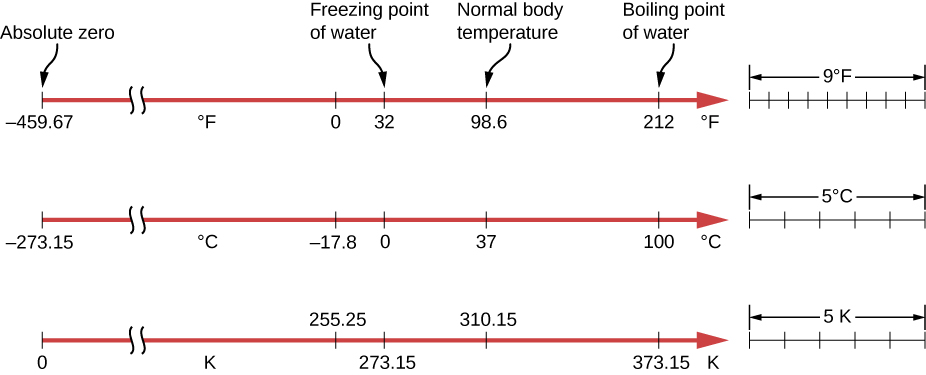 Absolute zero
Freezing point
of water
Normal body
temperature
Boiling point
of water
9°F
–459.67 °F 0 32 98.6 212 °F
5°C
–273.15 °C –17.8 0 37 100 °C
255.25 310.15
5 K
0 K 273.15 373.15 K